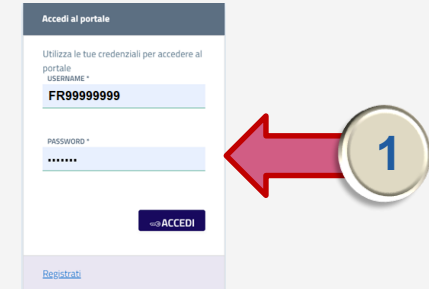 Accedi al portale
Utilizza le tue credenziali per accedere al
portale
USERNAME *
FR99999999
PASSWORD *
•••••••
ACCEDI
Registrati
1